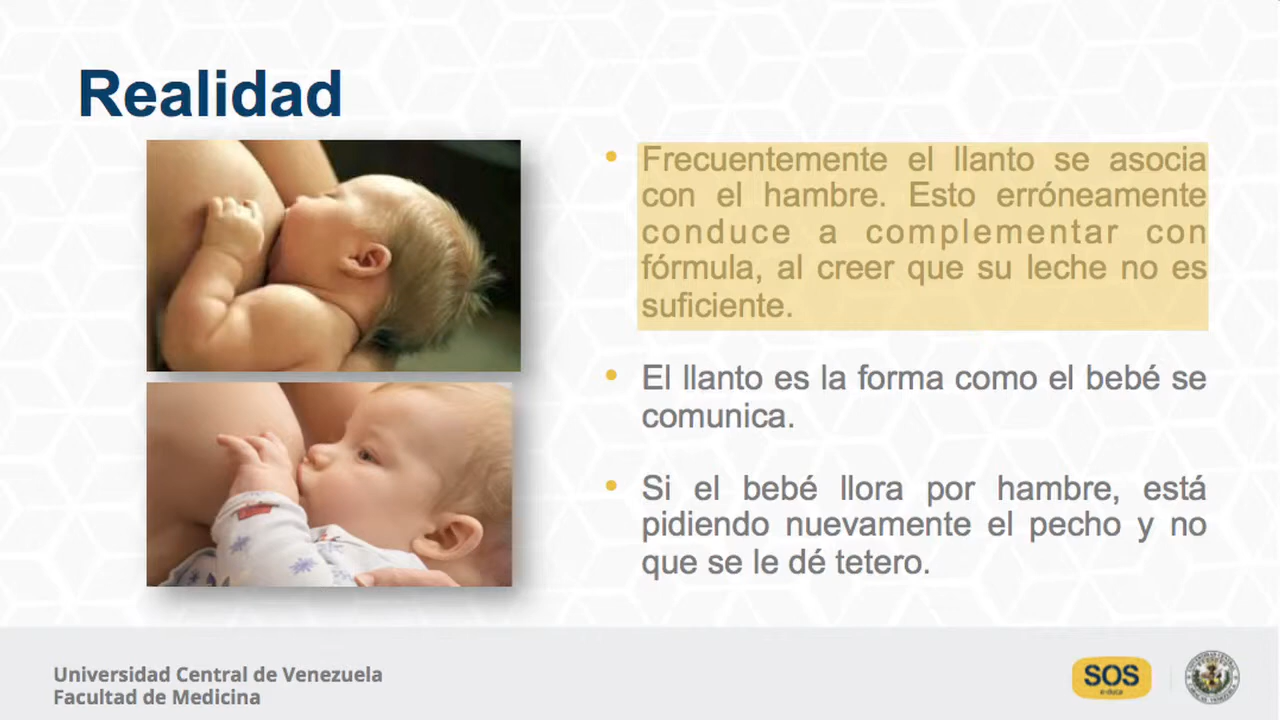 Realidad
• Frecuentemente el llanto se asocia
con el hambre. Esto erróneamente
conduce a complementar con
fórmula, al creer que su leche no es
suficiente.
• El llanto es la forma como el bebé se
comunica.
• Si el bebé llora por hambre, está
pidiendo nuevamente el pecho y no
que se le dé tetero.
Universidad Central de Venezuela
Facultad de Medicina
SOS
e-duca